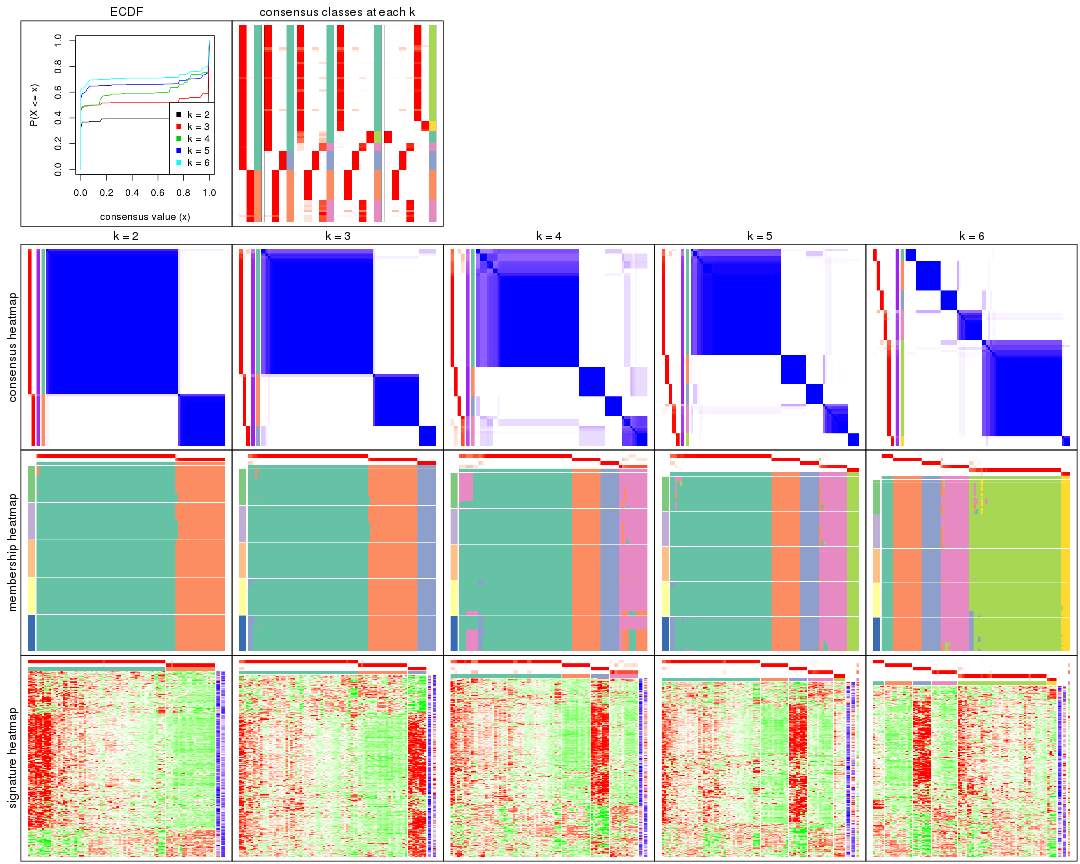 ECDF
consensus classes at each k
P(X <= x)
0.0 0.2 0.4 0.6 0.8 1.0
k = 2
k = 3
k = 4
k = 5
k = 6
0.0 0.2 0.4 0.6 0.8 1.0
consensus value (x)
k = 2
k = 3
k = 4
k = 5
k = 6
consensus heatmap
membership heatmap
signature heatmap